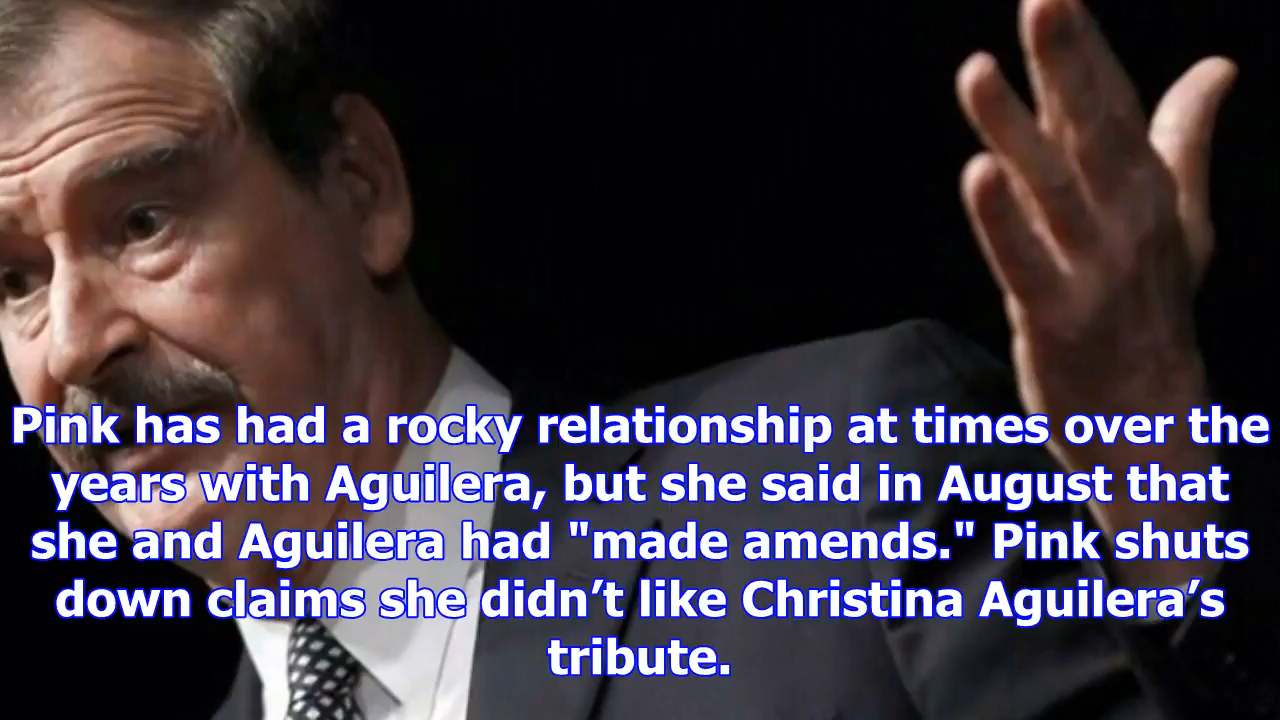 Pink has had a rocky relationship at times over the
years with Aguilera, but she said in August that
she and Aguilera had "made amends." Pink shuts
down claims she didn’t like Christina Aguilera’s
tribute.